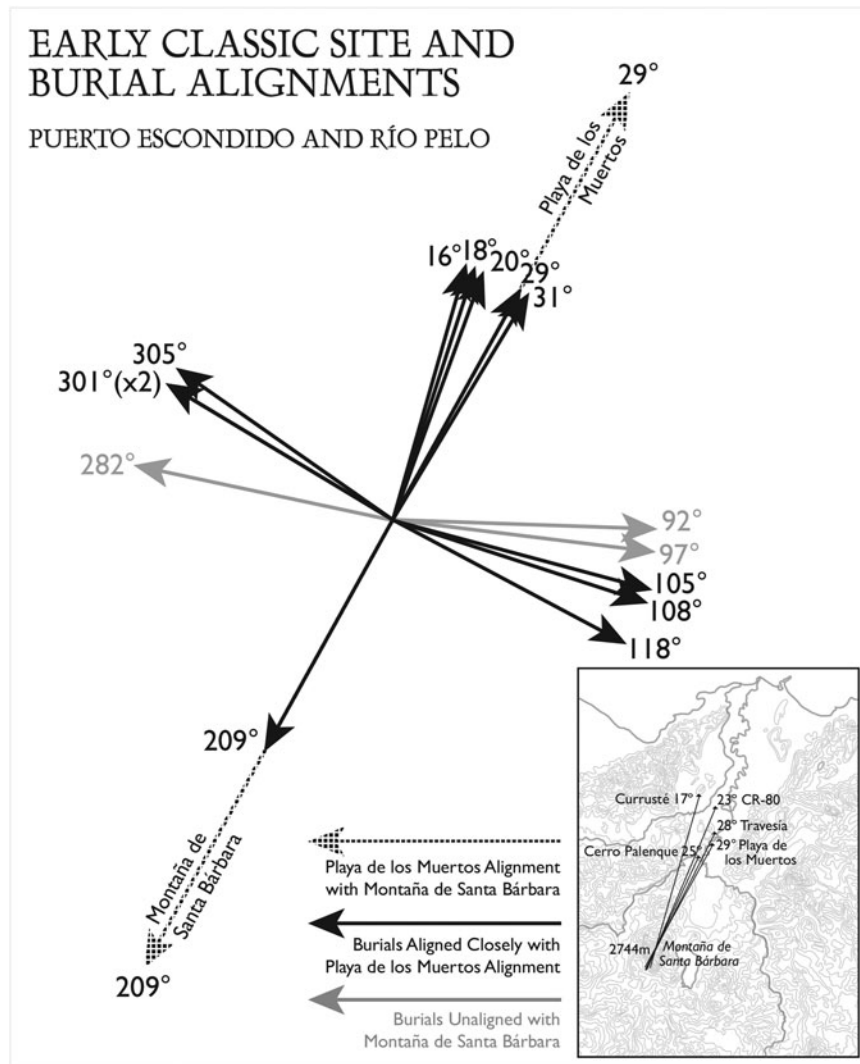 EARLY CLASSIC SITE AND
BURIAL ALIGNMENTS
PUERTO ESCONDIDO AND RÍO PELO
29°
Playa de los
Muertos
16°
18°
20°
29°
31°
305°
301°(x2)
282°
92°
97°
105°
108°
118°
209°
Montaña de
Santa Bárbara
209°
Playa de los Muertos Alignment
with Montaña de Santa Bárbara
Burials Aligned Closely with
Playa de los Muertos Alignment
Burials Unaligned with
Montaña de Santa Bárbara
Currusté 17°
23° CR-80
28° Travesía
Cerro Palenque 25°
29° Playa de
los Muertos
2744m
Montaña de
Santa Bárbara